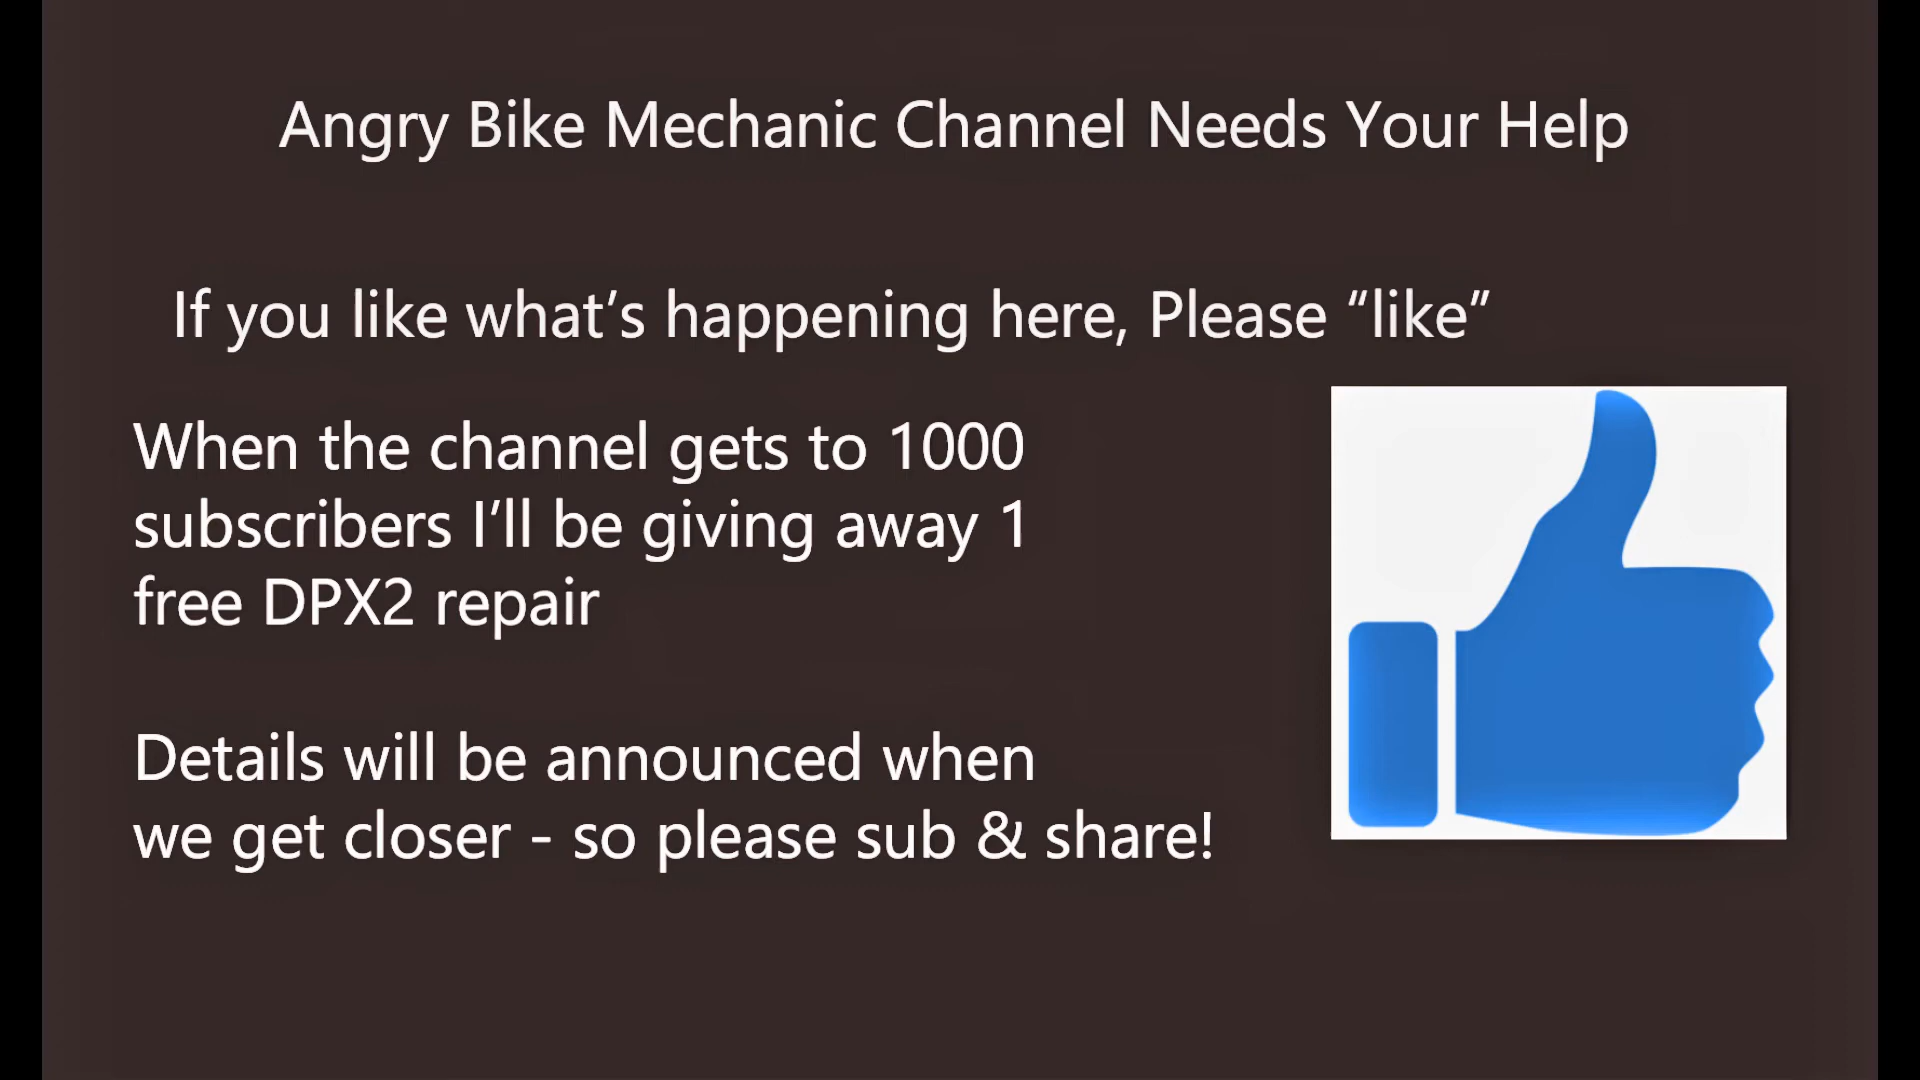 Angry Bike Mechanic Channel Needs Your Help
If you like what’s happening here, Please “like”
When the channel gets to 1000
subscribers I’ll be giving away 1
free DPX2 repair
Details will be announced when
we get closer - so please sub & share!